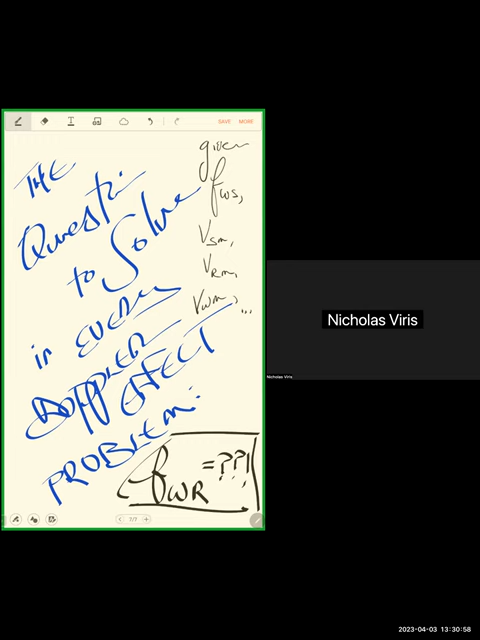 SAVE MORE
given
fws,
Vsm,
VRm,
Vwm, ...
THE
Question
to Solve
in EVERY
DOPPLER
EFFECT
PROBLEM:
fWR =??!
7/7
Nicholas Viris
Nicholas Viris
2023-04-03 13:30:58